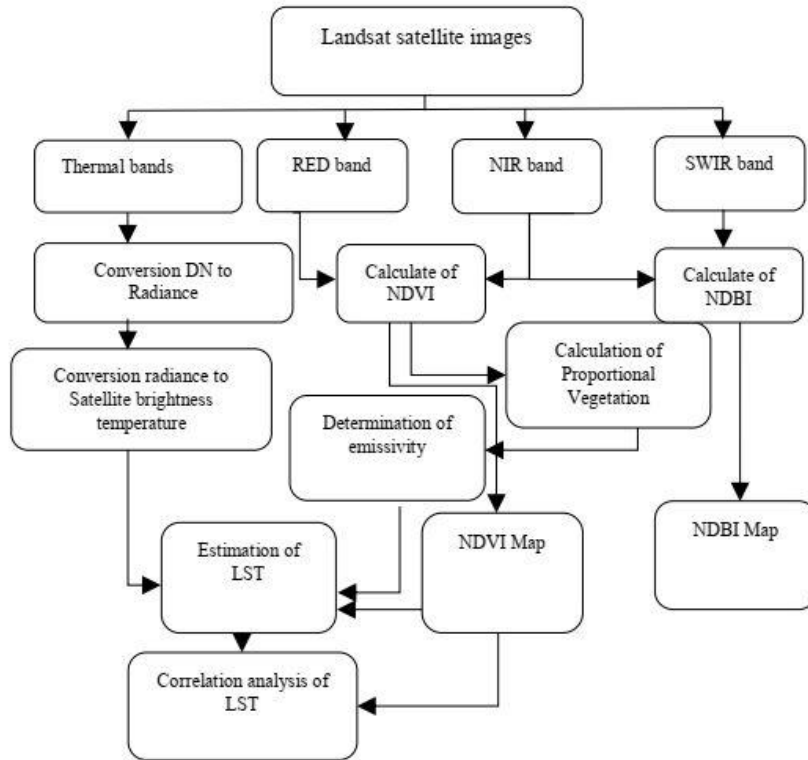 Landsat satellite images
Thermal bands
RED band
NIR band
SWIR band
Conversion DN to
Radiance
Calculate of
NDVI
Calculate of
NDBI
Conversion radiance to
Satellite brightness
temperature
Calculation of
Proportional
Vegetation
Determination of
emissivity
Estimation of
LST
NDVI Map
NDBI Map
Correlation analysis of
LST